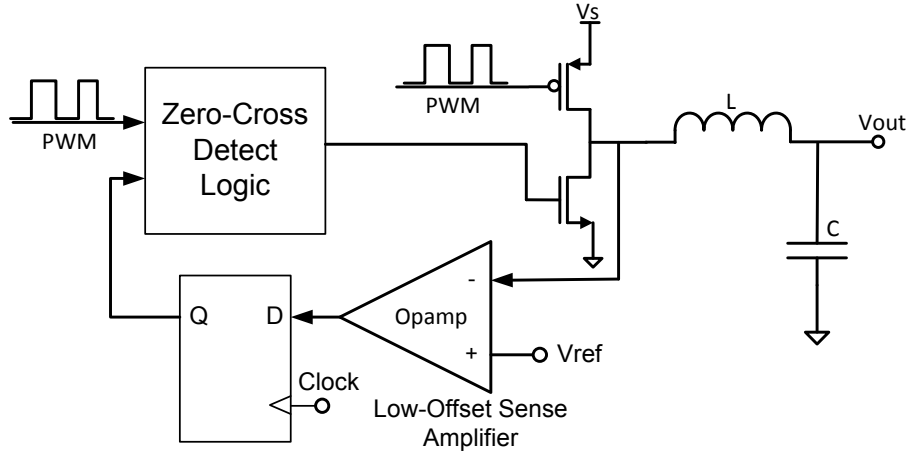 Vs
Zero-Cross
Detect
Logic
PWM
PWM
L
Vout
C
Q
D
Clock
-
Opamp
+
Vref
Low-Offset Sense
Amplifier